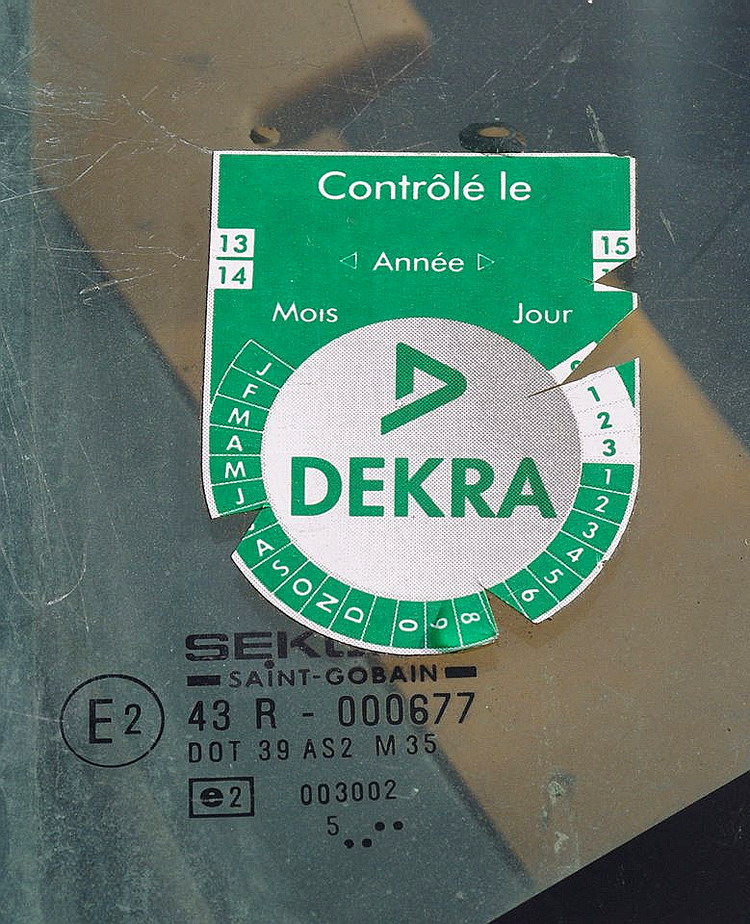 Contrôlé le
13 15
14
◁ Année ▷
Mois Jour
J
F
M
A
M
J
A
S
O
N
D
0
9
8
6
5
4
3
2
1
3
2
1
DEKRA
SAINT-GOBAIN
E2
43 R - 000677
DOT 39 AS2 M35
e2
003002
5